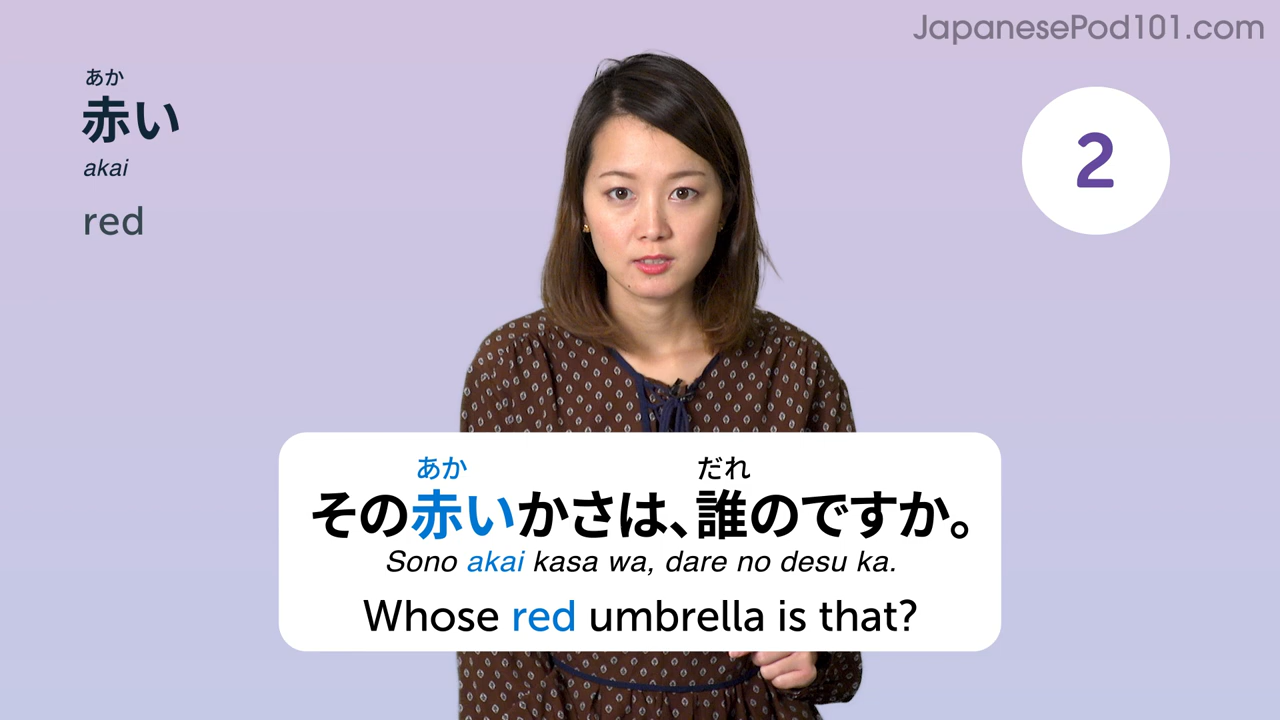 JapanesePod101.com
あか
赤い
akai
red
2
あか だれ
その赤いかさは、誰のですか。
Sono akai kasa wa, dare no desu ka.
Whose red umbrella is that?